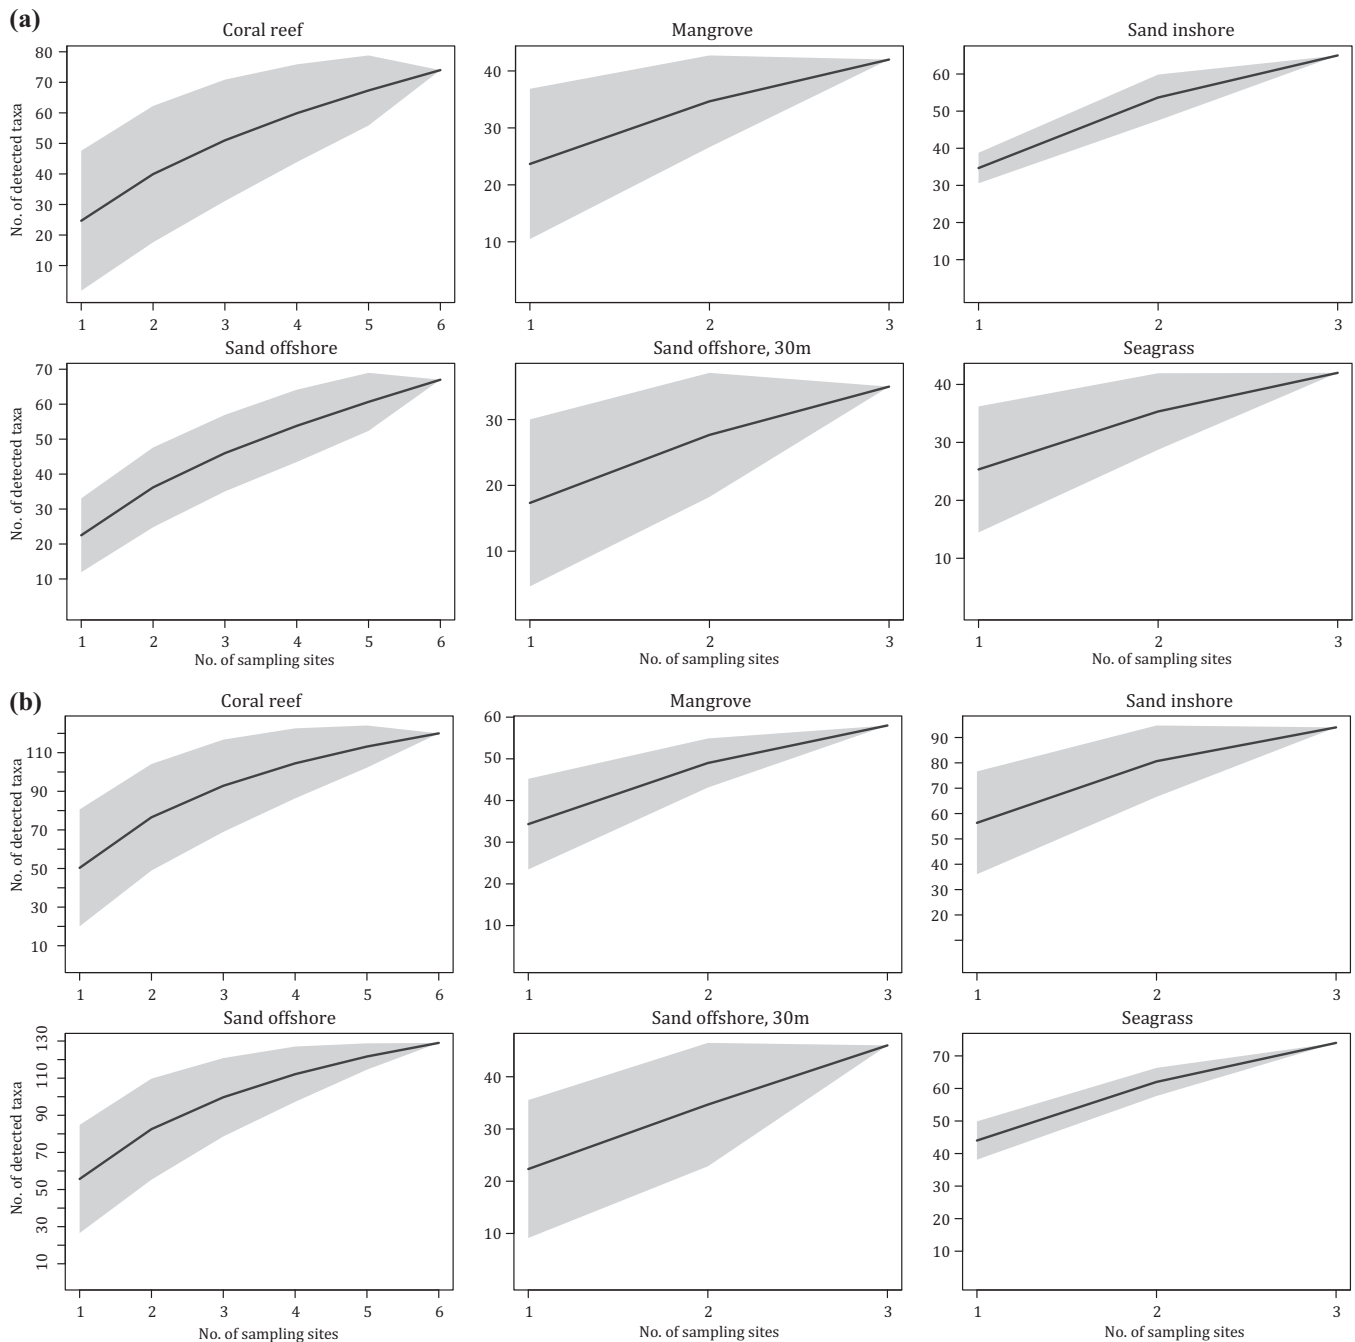 (a)
Coral reef
Mangrove
Sand inshore
No. of detected taxa
80
70
60
50
40
30
20
10
1 2 3 4 5 6
40
30
20
10
1 2 3
60
50
40
30
20
10
1 2 3
Sand offshore
Sand offshore, 30m
Seagrass
No. of detected taxa
70
60
50
40
30
20
10
1 2 3 4 5 6
No. of sampling sites
30
20
10
1 2 3
No. of sampling sites
40
30
20
10
1 2 3
No. of sampling sites
(b)
Coral reef
Mangrove
Sand inshore
No. of detected taxa
110
90
70
50
30
10
1 2 3 4 5 6
60
50
40
30
20
10
1 2 3
90
80
70
60
50
40
30
20
1 2 3
Sand offshore
Sand offshore, 30m
Seagrass
No. of detected taxa
130
110
90
70
50
30
10
1 2 3 4 5 6
No. of sampling sites
40
30
20
10
1 2 3
No. of sampling sites
70
60
50
40
30
20
10
1 2 3
No. of sampling sites